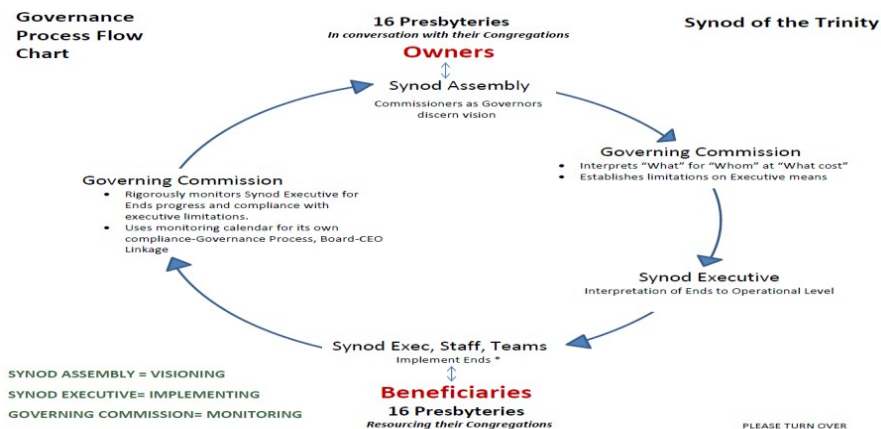 Governance
Process Flow
Chart
16 Presbyteries
In conversation with their Congregations
Owners
Synod of the Trinity
Synod Assembly
Commissioners as Governors
discern vision
Governing Commission
• Interprets "What" for "Whom" at "What cost"
• Establishes limitations on Executive means
Synod Executive
Interpretation of Ends to Operational Level
Synod Exec, Staff, Teams
Implement Ends *
Beneficiaries
16 Presbyteries
Resourcing their Congregations
Governing Commission
• Rigorously monitors Synod Executive for
Ends progress and compliance with
executive limitations.
• Uses monitoring calendar for its own
compliance-Governance Process, Board-CEO
Linkage
SYNOD ASSEMBLY = VISIONING
SYNOD EXECUTIVE= IMPLEMENTING
GOVERNING COMMISSION= MONITORING
PLEASE TURN OVER